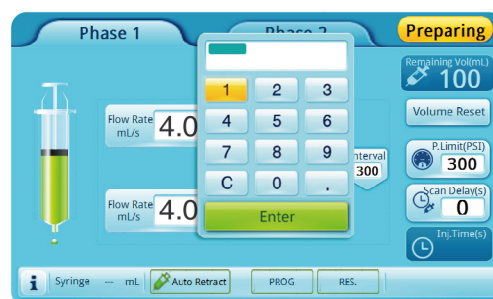 Phase 1
Phase 2
Preparing
Remaining Vol(mL)
100
Volume Reset
P.Limit(PSI)
300
Scan Delay(s)
0
Inj.Time(s)
Flow Rate
mL/s
4.0
Flow Rate
mL/s
4.0
nterval
300
1 2 3
4 5 6
7 8 9
C 0 .
Enter
i Syringe --- mL Auto Retract PROG RES.